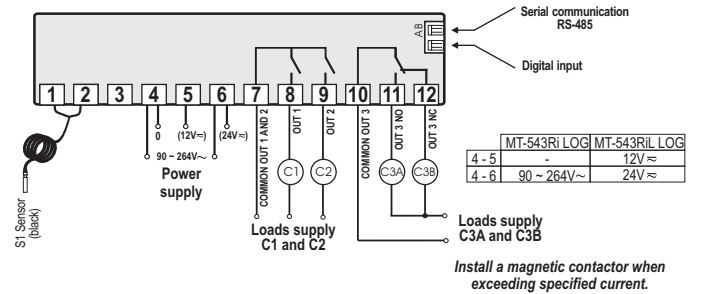 Serial communication
RS-485
A B
Digital input
1 2 3 4 5 6 7 8 9 10 11 12
0
(12V⎓)
(24V⎓)
90 ~ 264V~
Power
supply
S1 Sensor
(black)
COMMON OUT 1 AND 2
OUT 1
OUT 2
COMMON OUT 3
OUT 3 NO
OUT 3 NC
C1
C2
C3A
C3B
Loads supply
C1 and C2
Loads supply
C3A and C3B
MT-543Ri LOG MT-543RiL LOG
4 - 5 - 12V⎓
4 - 6 90 ~ 264V~ 24V⎓
Install a magnetic contactor when
exceeding specified current.